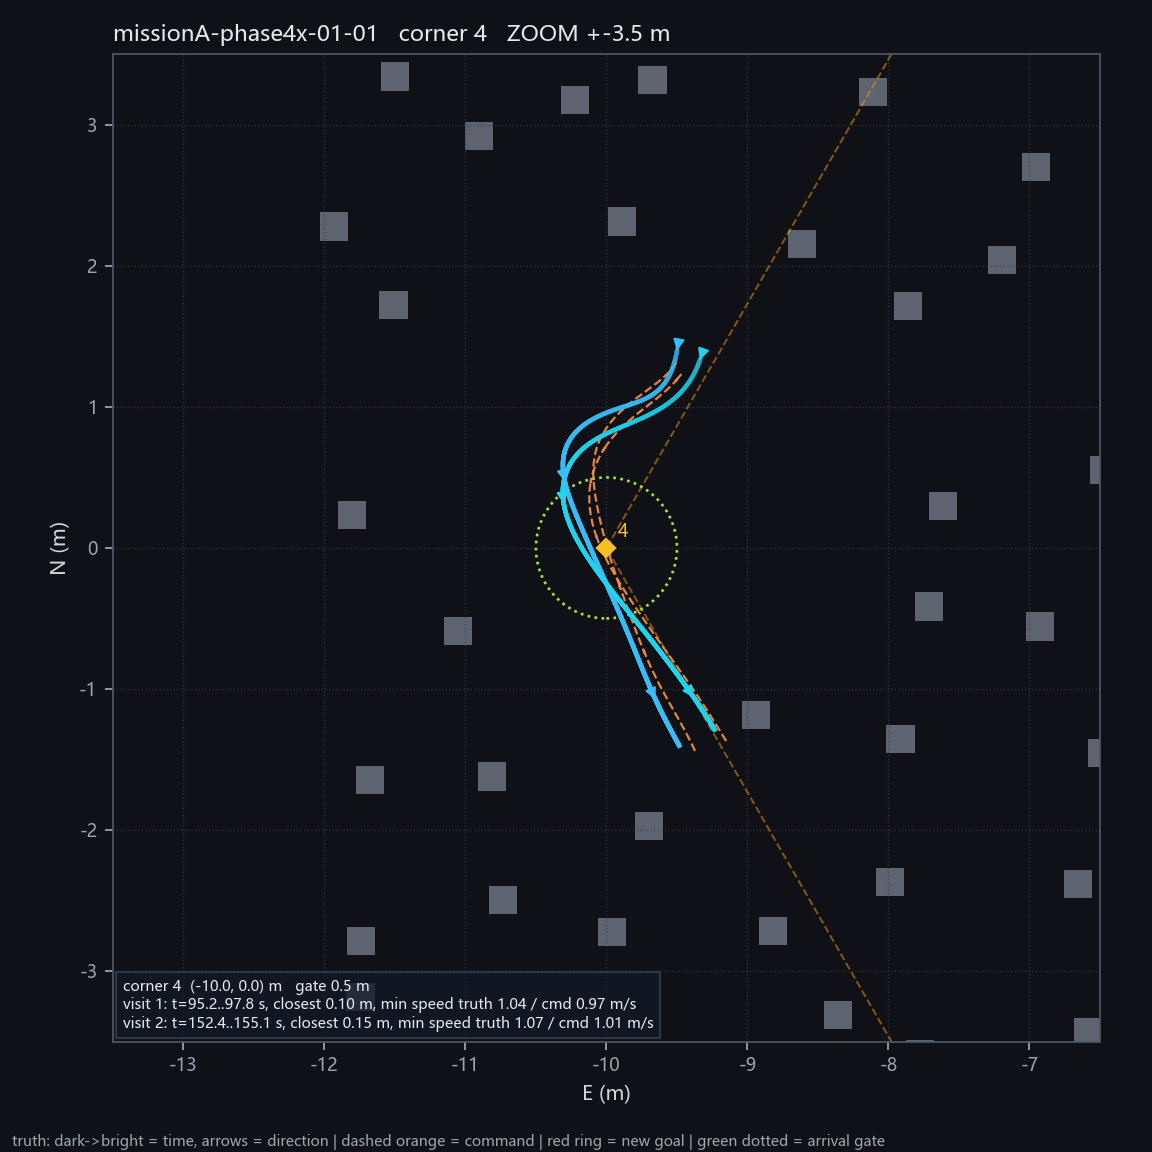 missionA-phase4x-01-01   corner 4   ZOOM +-3.5 m
3
2
1
0
-1
-2
-3
N (m)
4
corner 4  (-10.0, 0.0) m   gate 0.5 m
visit 1: t=95.2..97.8 s, closest 0.10 m, min speed truth 1.04 / cmd 0.97 m/s
visit 2: t=152.4..155.1 s, closest 0.15 m, min speed truth 1.07 / cmd 1.01 m/s
-13 -12 -11 -10 -9 -8 -7
E (m)
truth: dark->bright = time, arrows = direction | dashed orange = command | red ring = new goal | green dotted = arrival gate